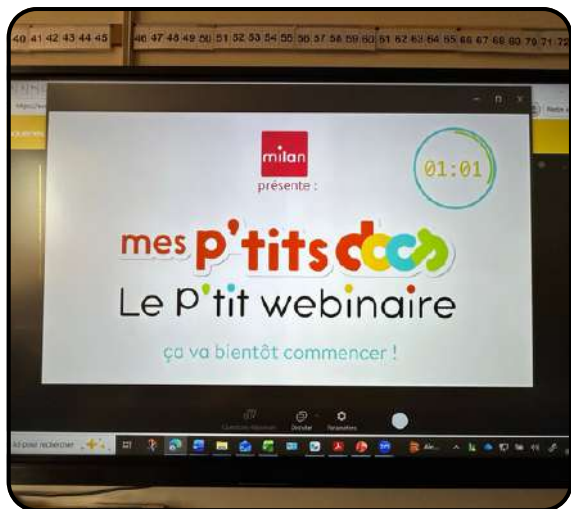 40 41 42 43 44 45 46 47 48 49 50 51 52 53 54 55 56 57 58 59 60 61 62 63 64 65 66 67 68 69 70 71 72
milan
présente :
01:01
mes p'tits docs
Le P'tit webinaire
ça va bientôt commencer !
Paramètres